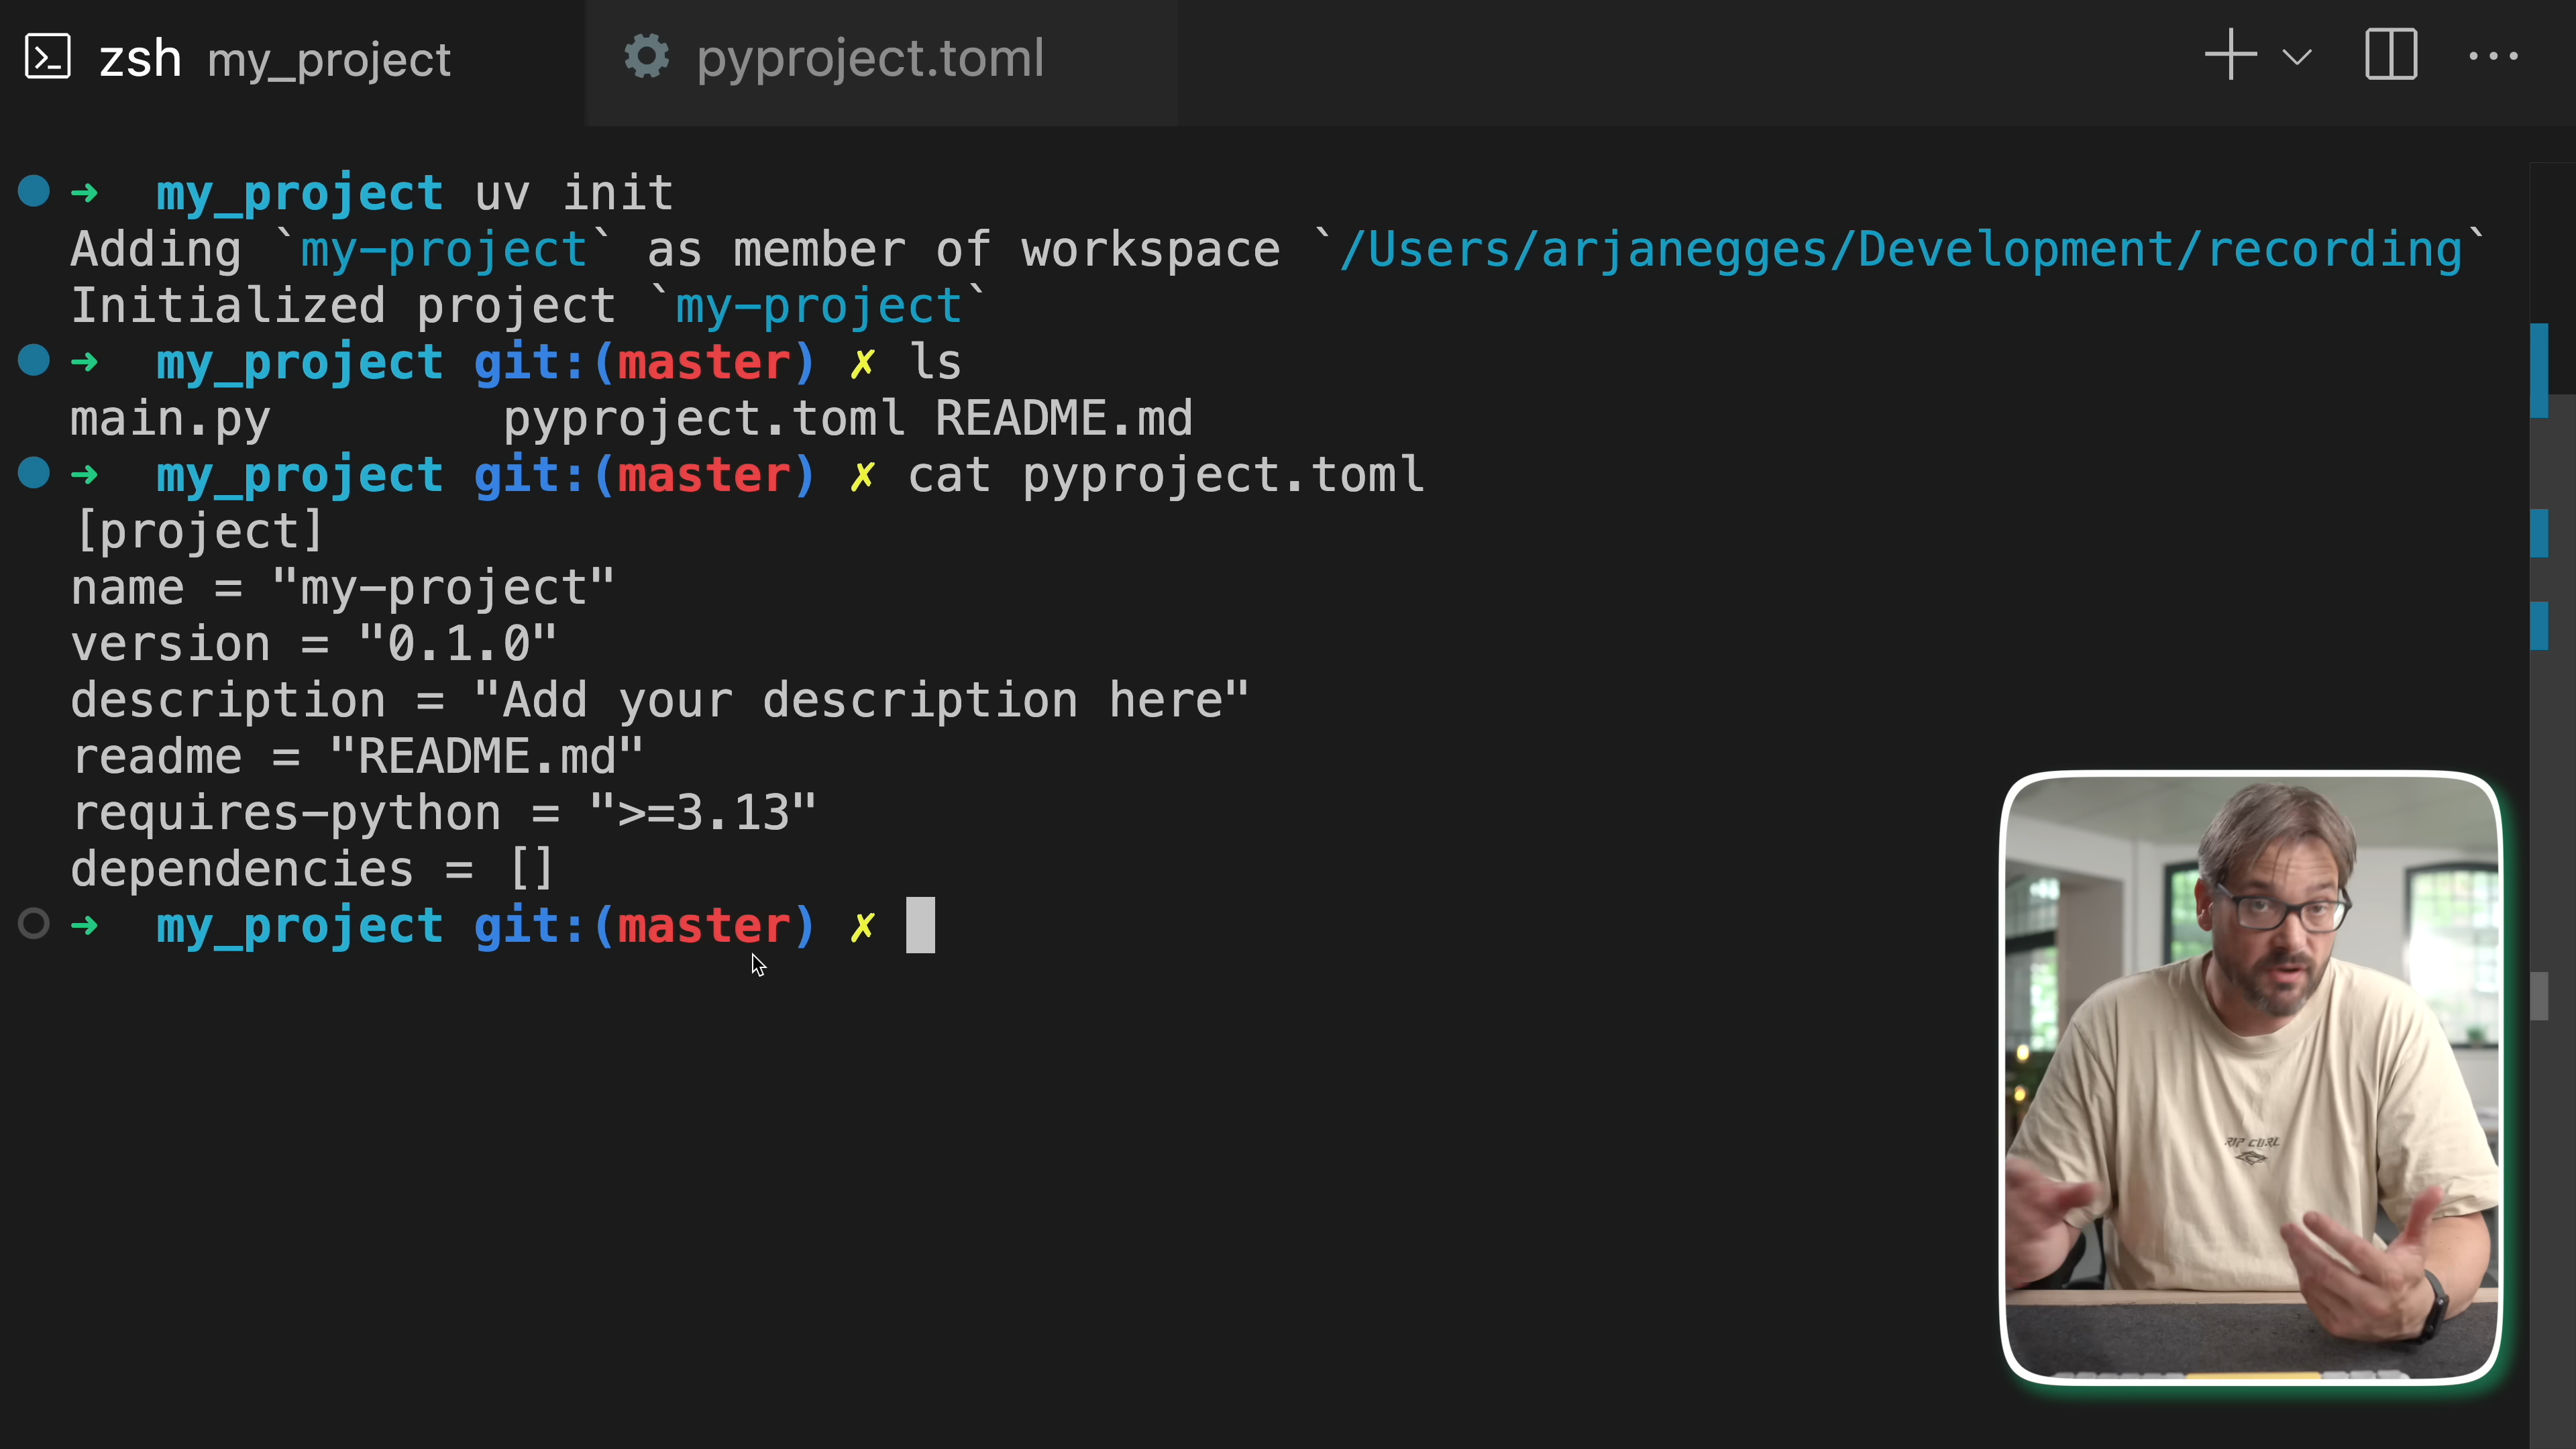 zsh my_project
pyproject.toml
➜ my_project uv init
Adding `my-project` as member of workspace `/Users/arjanegges/Development/recording`
Initialized project `my-project`
➜ my_project git:(master) ✗ ls
main.py pyproject.toml README.md
➜ my_project git:(master) ✗ cat pyproject.toml
[project]
name = "my-project"
version = "0.1.0"
description = "Add your description here"
readme = "README.md"
requires-python = ">=3.13"
dependencies = []
➜ my_project git:(master) ✗
RIP CURL